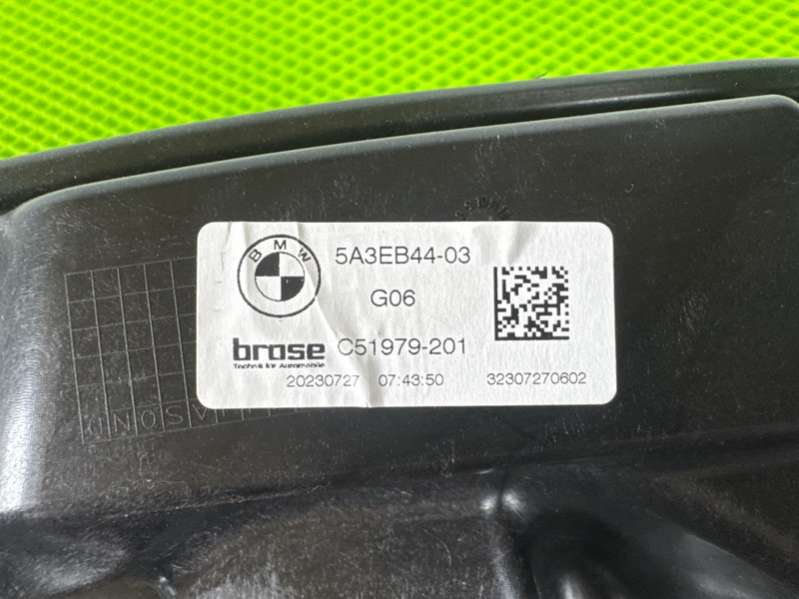 BMW
5A3EB44-03
G06
brose
Technik für Automobile
C51979-201
20230727 07:43:50
32307270602
A S O N D